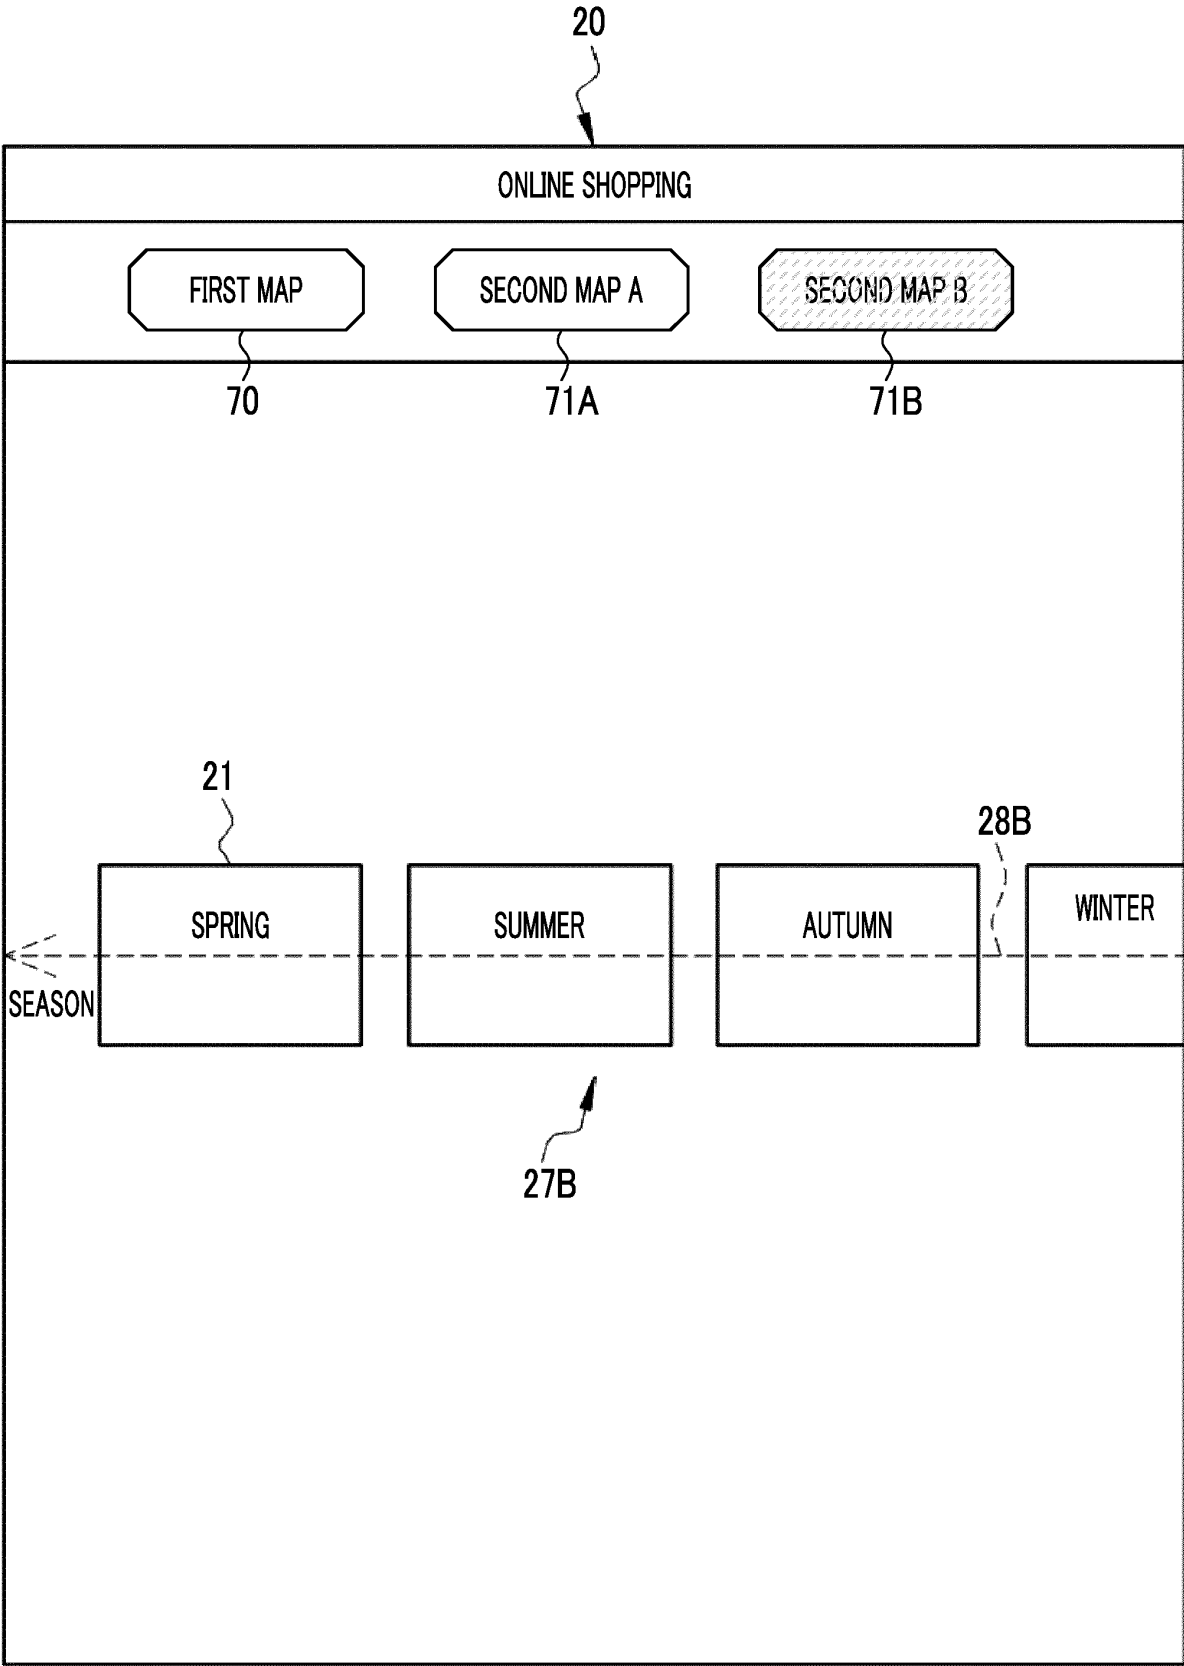 20
ONLINE SHOPPING
FIRST MAP
SECOND MAP A
SECOND MAP B
70
71A
71B
21
28B
SPRING
SUMMER
AUTUMN
WINTER
SEASON
27B